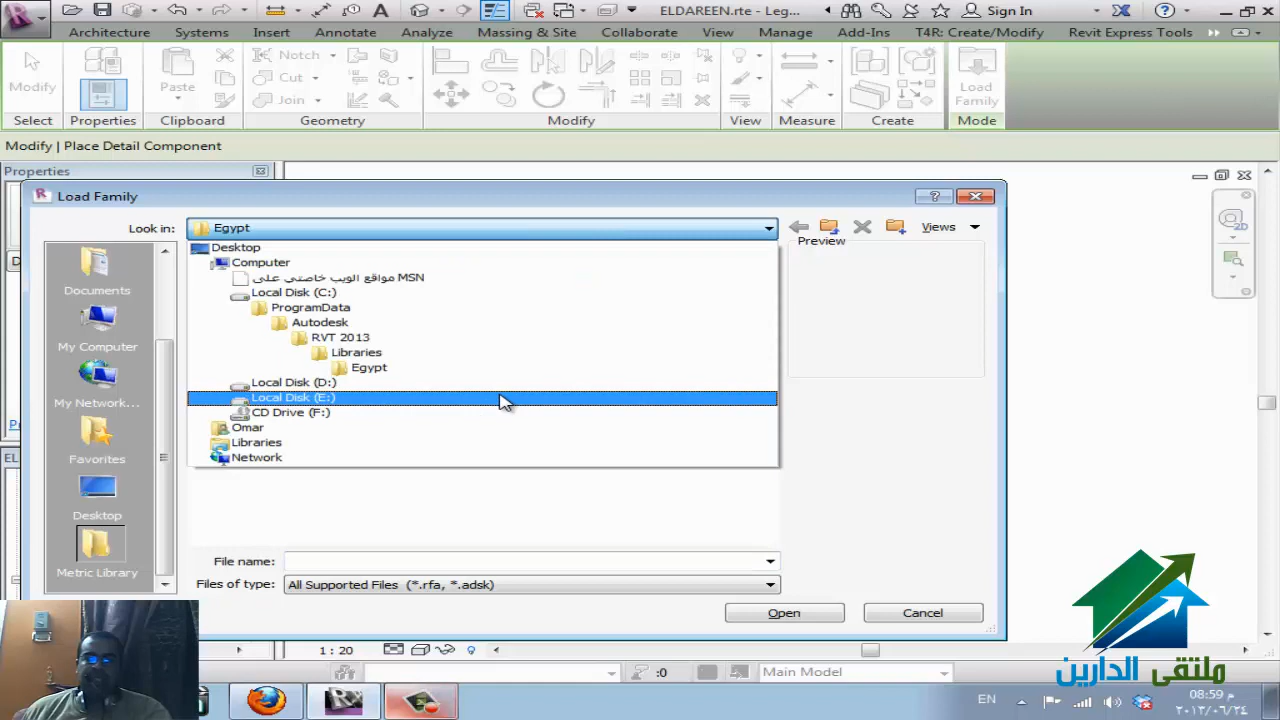 ELDAREEN.rte - Leg...
Sign In
Architecture
Systems
Insert
Annotate
Analyze
Massing & Site
Collaborate
View
Manage
Add-Ins
T4R: Create/Modify
Revit Express Tools
Modify
Paste
Notch
Cut
Join
Load
Family
Select
Properties
Clipboard
Geometry
Modify
View
Measure
Create
Mode
Modify | Place Detail Component
Properties
Load Family
Look in:
Egypt
Views
Preview
Desktop
Computer
مواقع الويب خاصتي على MSN
Local Disk (C:)
ProgramData
Autodesk
RVT 2013
Libraries
Egypt
Local Disk (D:)
Local Disk (E:)
CD Drive (F:)
Omar
Libraries
Network
Documents
My Computer
My Network...
Favorites
Desktop
Metric Library
File name:
Files of type:
All Supported Files (*.rfa, *.adsk)
Open
Cancel
1 : 20
:0
Main Model
ملتقى الدارين
EN
08:59 م
٢٠١٣/٠٦/٢٤